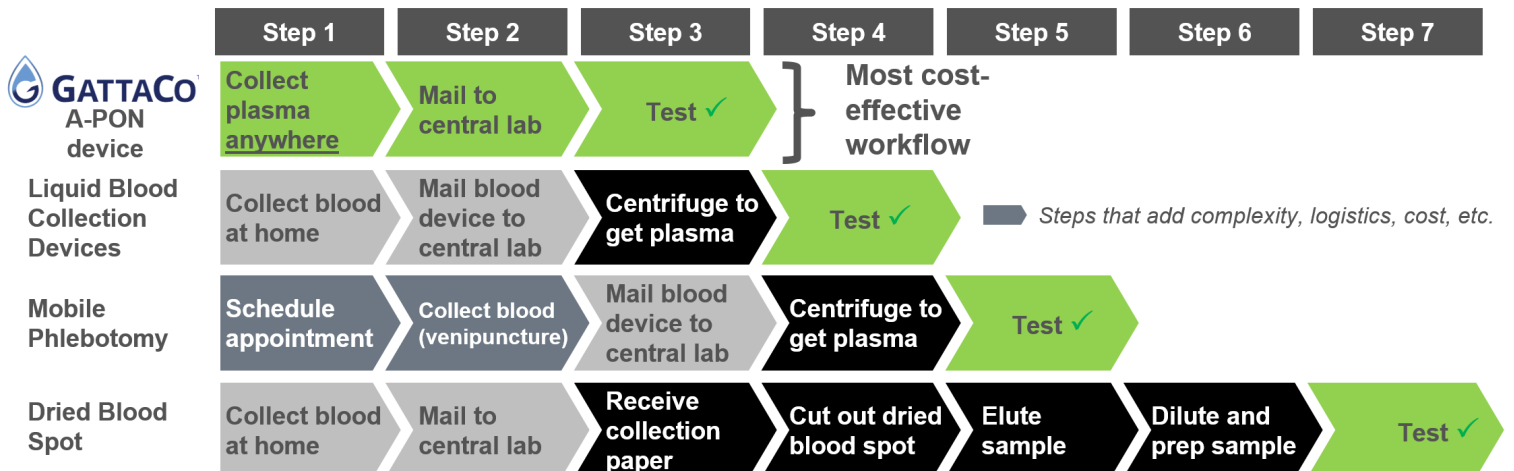 Step 1
Step 2
Step 3
Step 4
Step 5
Step 6
Step 7
GATTACO
A-PON
device
Collect
plasma
anywhere
Mail to
central lab
Test ✓
Most cost-
effective
workflow
Liquid Blood
Collection
Devices
Collect blood
at home
Mail blood
device to
central lab
Centrifuge to
get plasma
Test ✓
Steps that add complexity, logistics, cost, etc.
Mobile
Phlebotomy
Schedule
appointment
Collect blood
(venipuncture)
Mail blood
device to
central lab
Centrifuge to
get plasma
Test ✓
Dried Blood
Spot
Collect blood
at home
Mail to
central lab
Receive
collection
paper
Cut out dried
blood spot
Elute
sample
Dilute and
prep sample
Test ✓